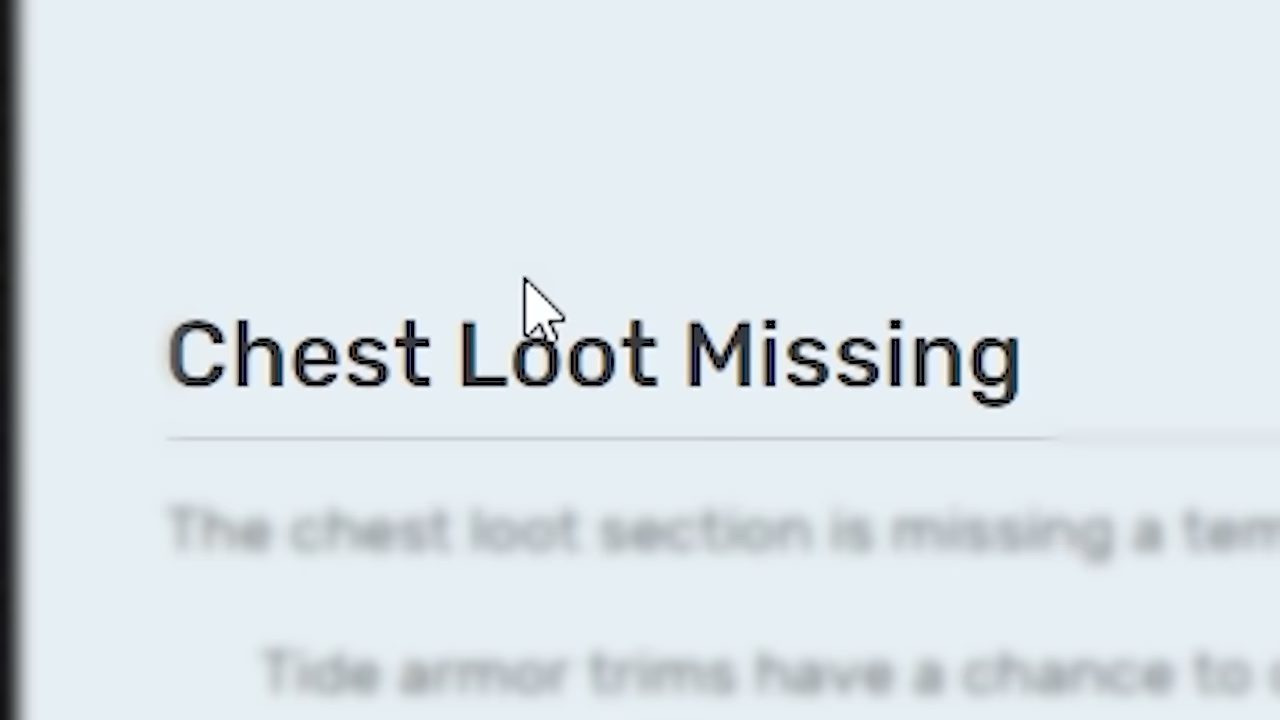 Chest Loot Missing
The chest loot section is missing a
Tide armor trims have a chance to